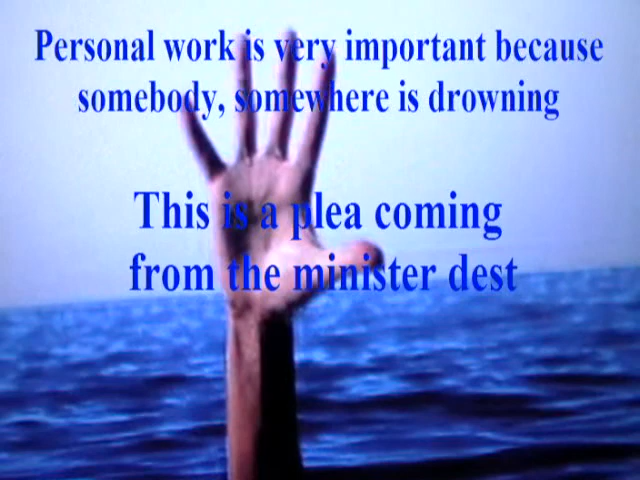 Personal work is very important because
somebody, somewhere is drowning
This is a plea coming
from the minister dest